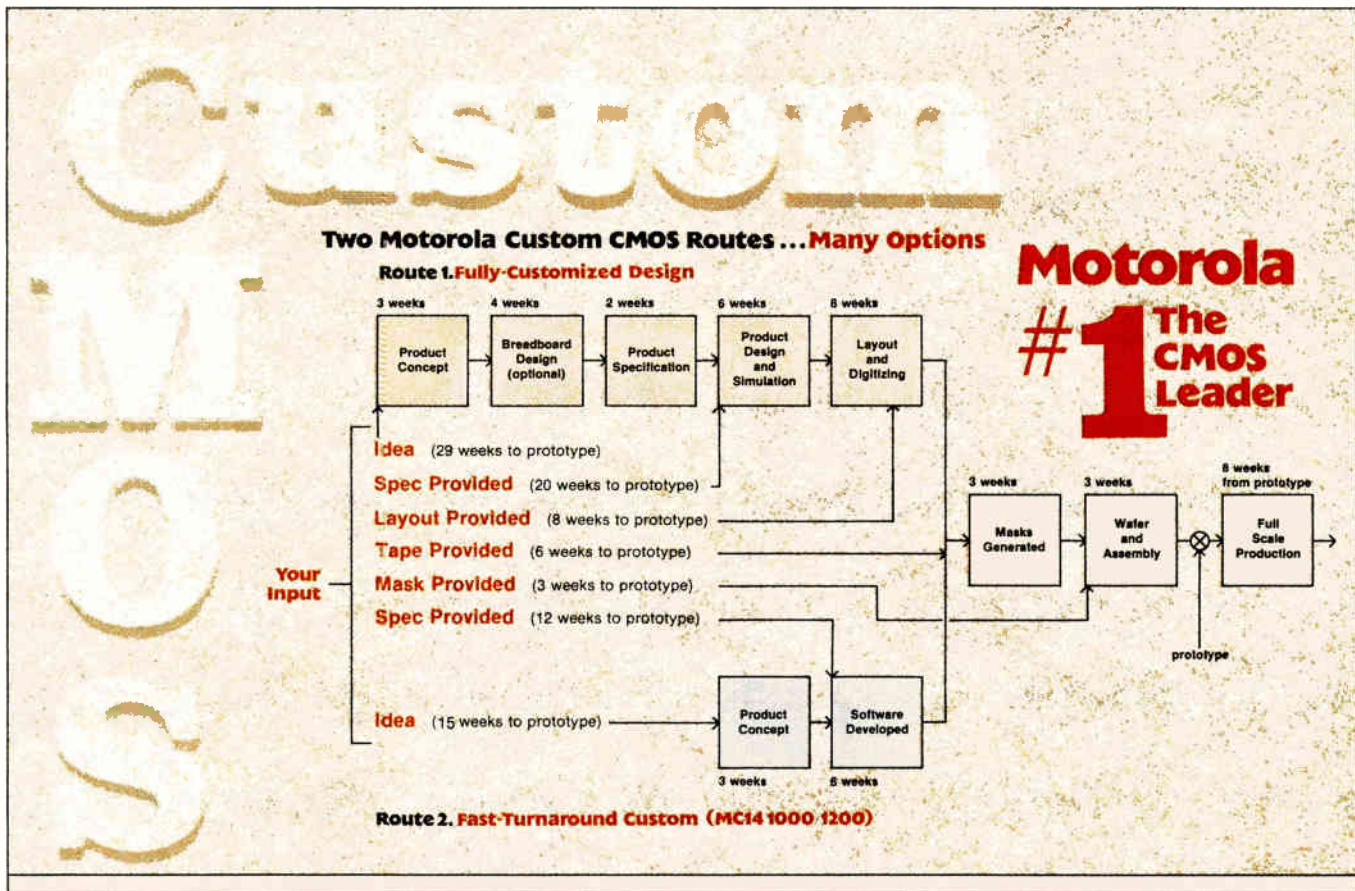 Custom
CMOS
Two Motorola Custom CMOS Routes...Many Options
Route 1. Fully-Customized Design
Motorola
#1 The
CMOS
Leader
3 weeks
Product
Concept
4 weeks
Breadboard
Design
(optional)
2 weeks
Product
Specification
6 weeks
Product
Design
and
Simulation
8 weeks
Layout
and
Digitizing
Your
Input
Idea (29 weeks to prototype)
Spec Provided (20 weeks to prototype)
Layout Provided (8 weeks to prototype)
Tape Provided (6 weeks to prototype)
Mask Provided (3 weeks to prototype)
Spec Provided (12 weeks to prototype)
Idea (15 weeks to prototype)
3 weeks
Masks
Generated
3 weeks
Wafer
and
Assembly
8 weeks
from prototype
Full
Scale
Production
prototype
Product
Concept
3 weeks
Software
Developed
6 weeks
Route 2. Fast-Turnaround Custom (MC14 1000/1200)